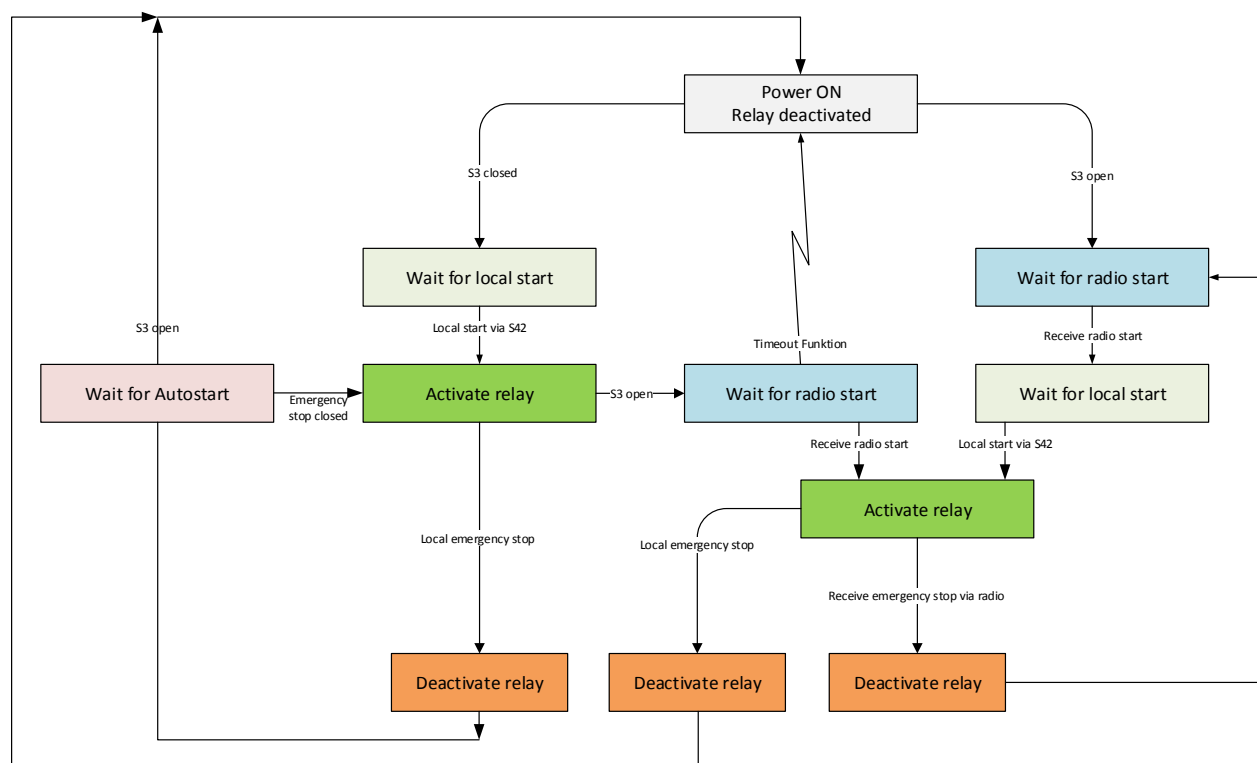 Power ON
Relay deactivated
S3 closed
S3 open
Wait for local start
Wait for radio start
S3 open
Local start via S42
Timeout Funktion
Receive radio start
Wait for Autostart
Emergency
stop closed
Activate relay
S3 open
Wait for radio start
Wait for local start
Receive radio start
Local start via S42
Activate relay
Local emergency stop
Local emergency stop
Receive emergency stop via radio
Deactivate relay
Deactivate relay
Deactivate relay